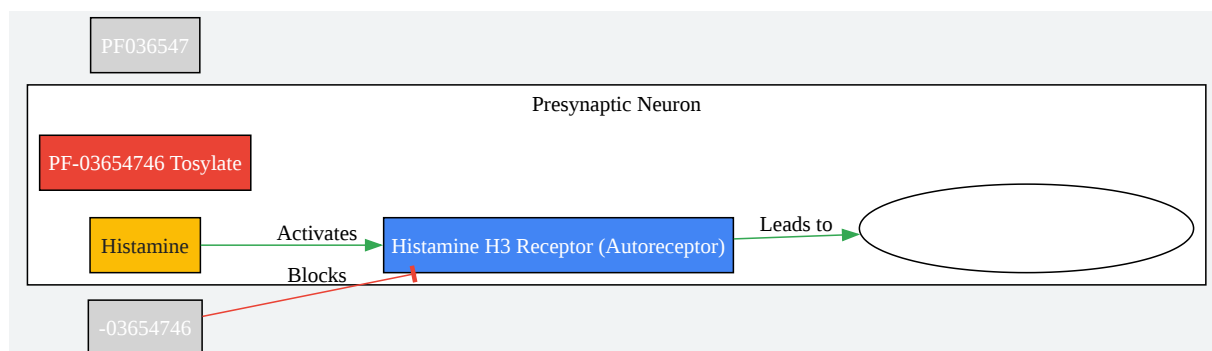 PF036547
Presynaptic Neuron
PF-03654746 Tosylate
Histamine
Activates
Histamine H3 Receptor (Autoreceptor)
Leads to
Blocks
-03654746